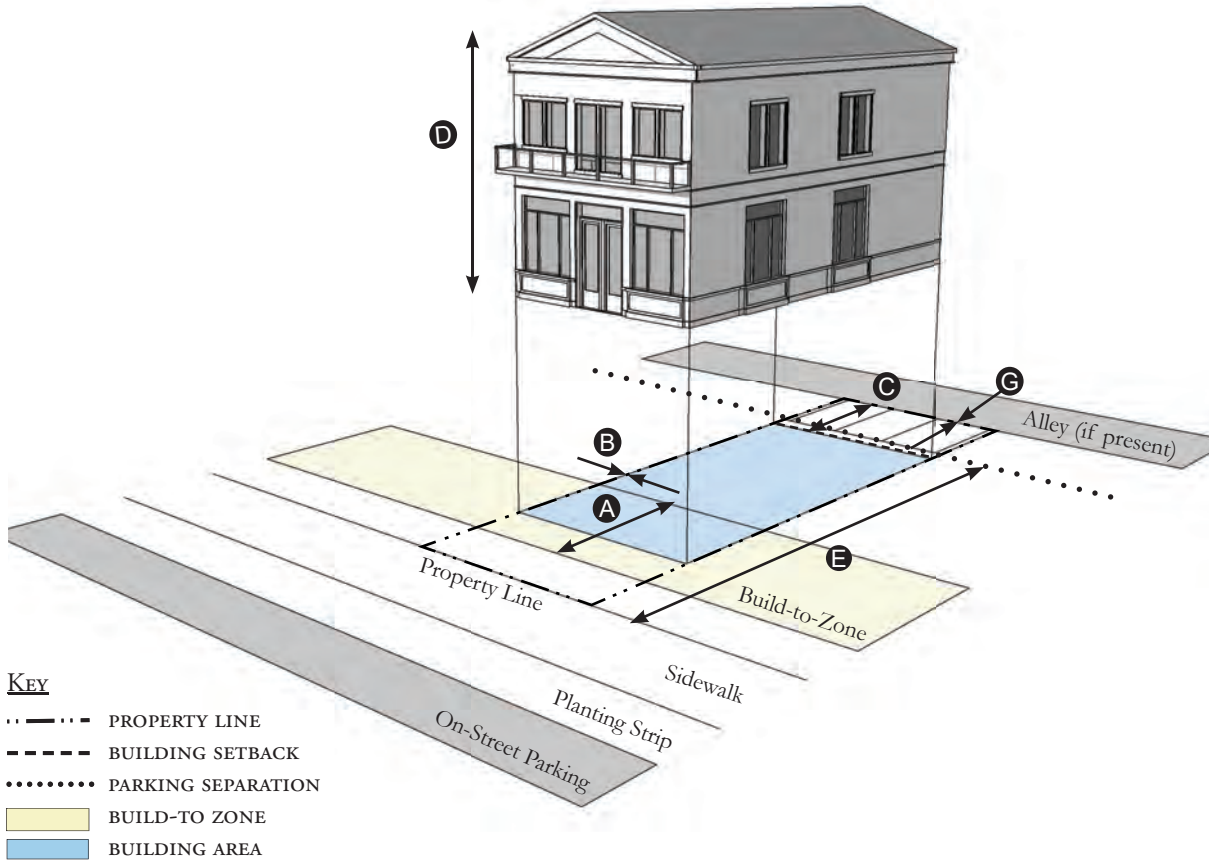 D
C
G
Alley (if present)
B
A
E
Property Line
Build-to-Zone
Sidewalk
Planting Strip
On-Street Parking
KEY
PROPERTY LINE
BUILDING SETBACK
PARKING SEPARATION
BUILD-TO ZONE
BUILDING AREA